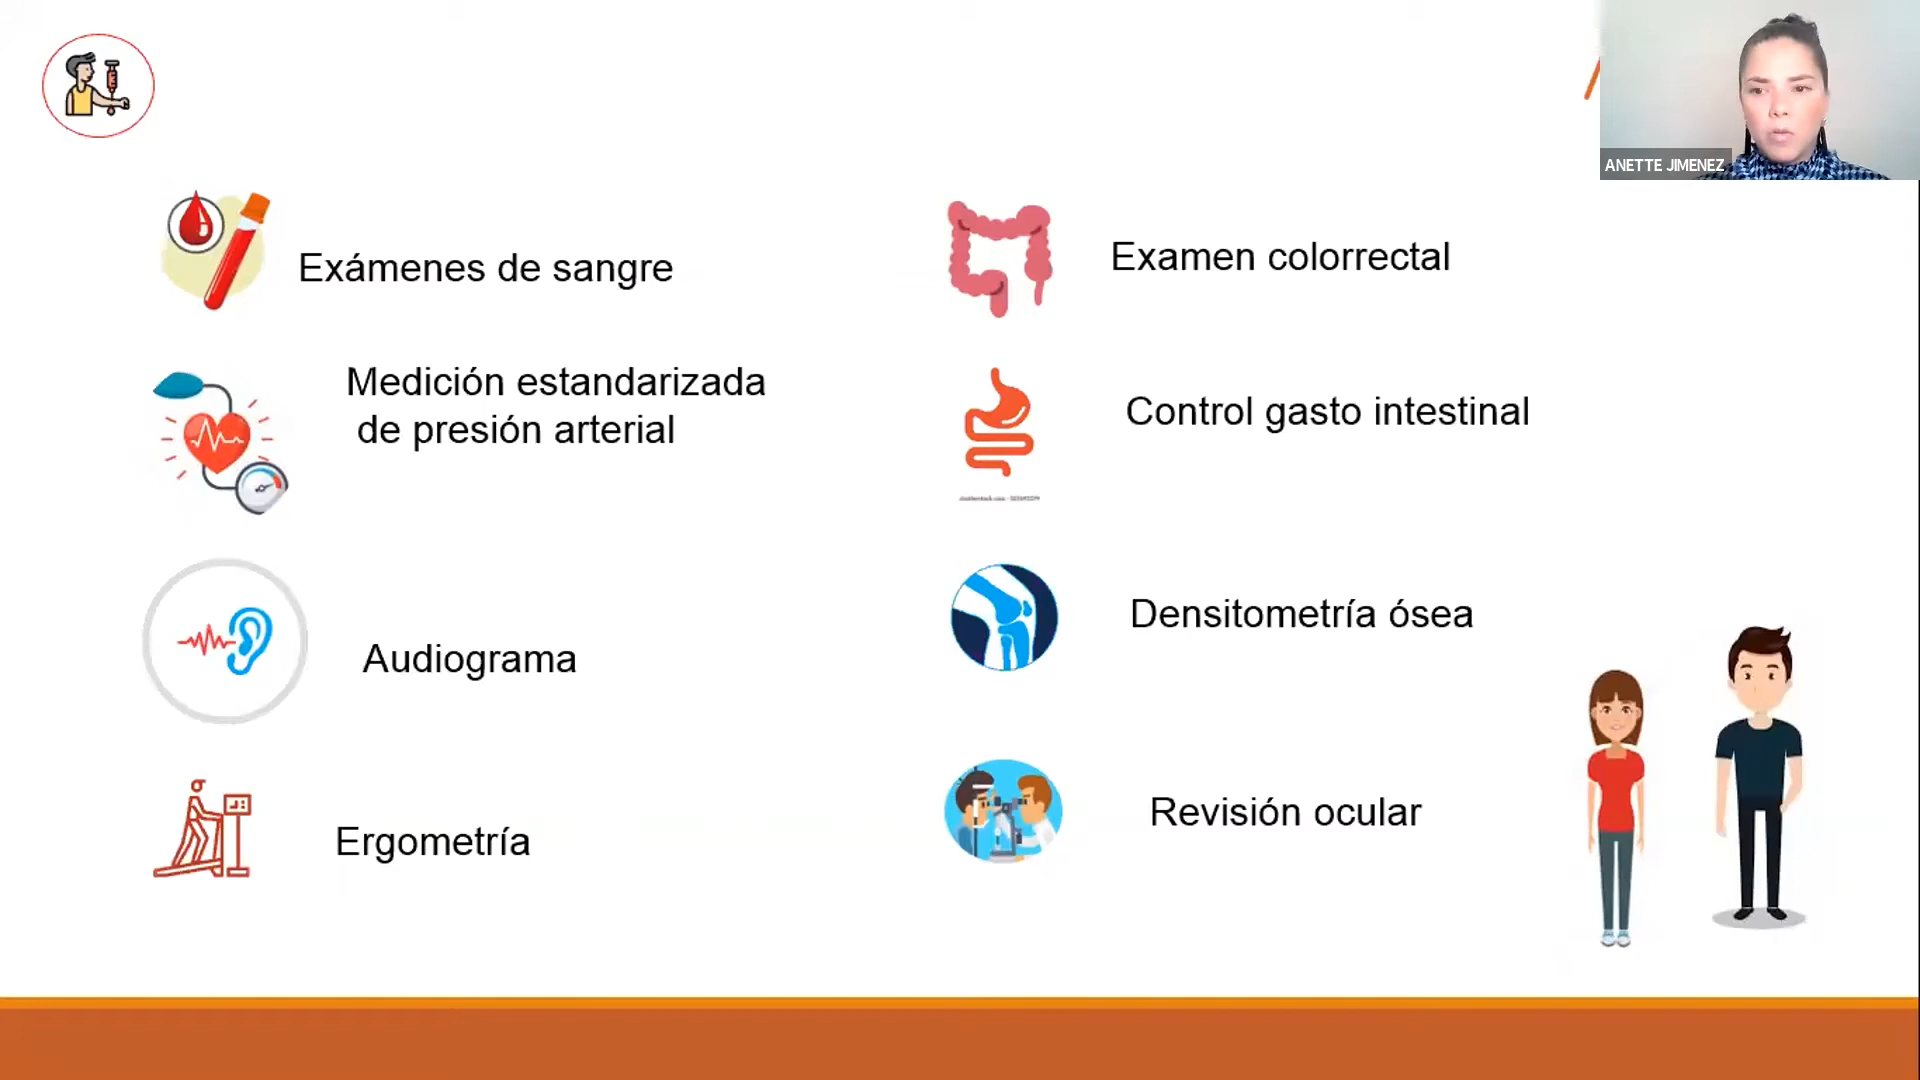 ANETTE JIMENEZ
Exámenes de sangre
Medición estandarizada
de presión arterial
Audiograma
Ergometría
Examen colorrectal
Control gasto intestinal
Densitometría ósea
Revisión ocular